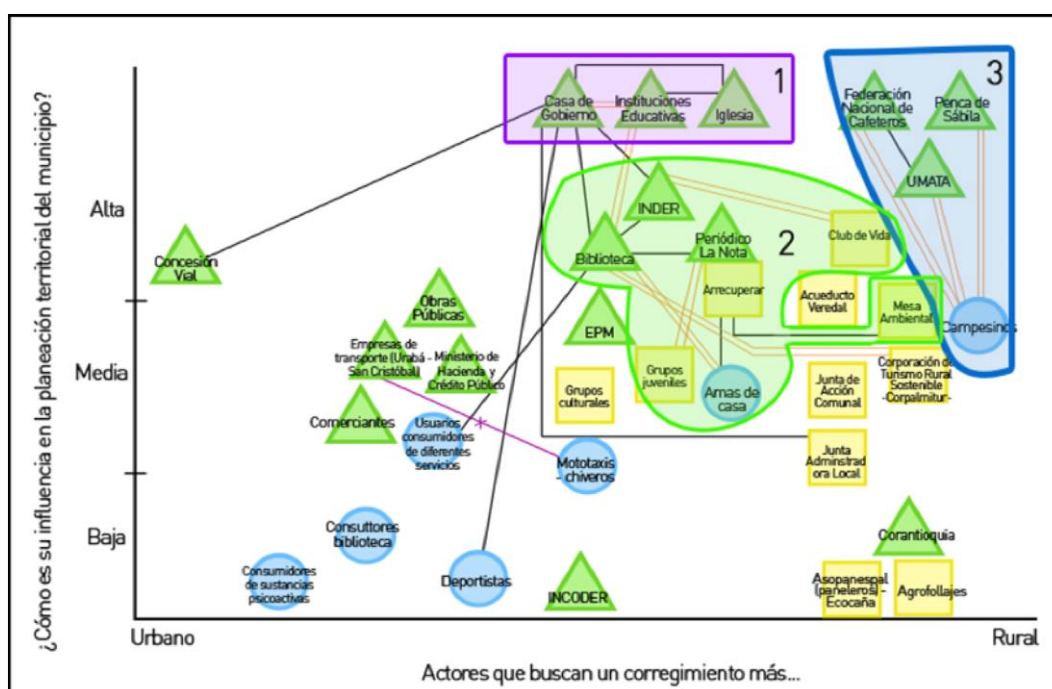 ¿Cómo es su influencia en la planeación territorial del municipio?
Alta
Media
Baja
1
Casa de
Gobierno
Instituciones
Educativas
Iglesia
3
Federación
Nacional de
Cafeteros
Penca de
Sábila
UMATA
Campesinos
2
INDER
Biblioteca
Periódico
La Nota
Club de Vida
Arrecuperar
Acueducto
Veredal
Mesa
Ambiental
Concesión
Vial
Obras
Públicas
EPM
Empresas de
transporte (Urabá -
San Cristóbal)
Ministerio de
Hacienda y
Crédito Público
Grupos
culturales
Grupos
juveniles
Amas de
casa
Junta de
Acción
Comunal
Corporación de
Turismo Rural
Sostenible
-Corpalmitur-
Comerciantes
Usuarios
consumidores
de diferentes
servicios
Mototaxis
- chiveros
Junta
Adminstrad
ora Local
Consuttores
biblioteca
Consumidores
de sustancias
psicoactivas
Deportistas
INCODER
Corantioquia
Asopanespal
(paneleros) -
Ecocaña
Agrofollajes
Urbano
Rural
Actores que buscan un corregimiento más...